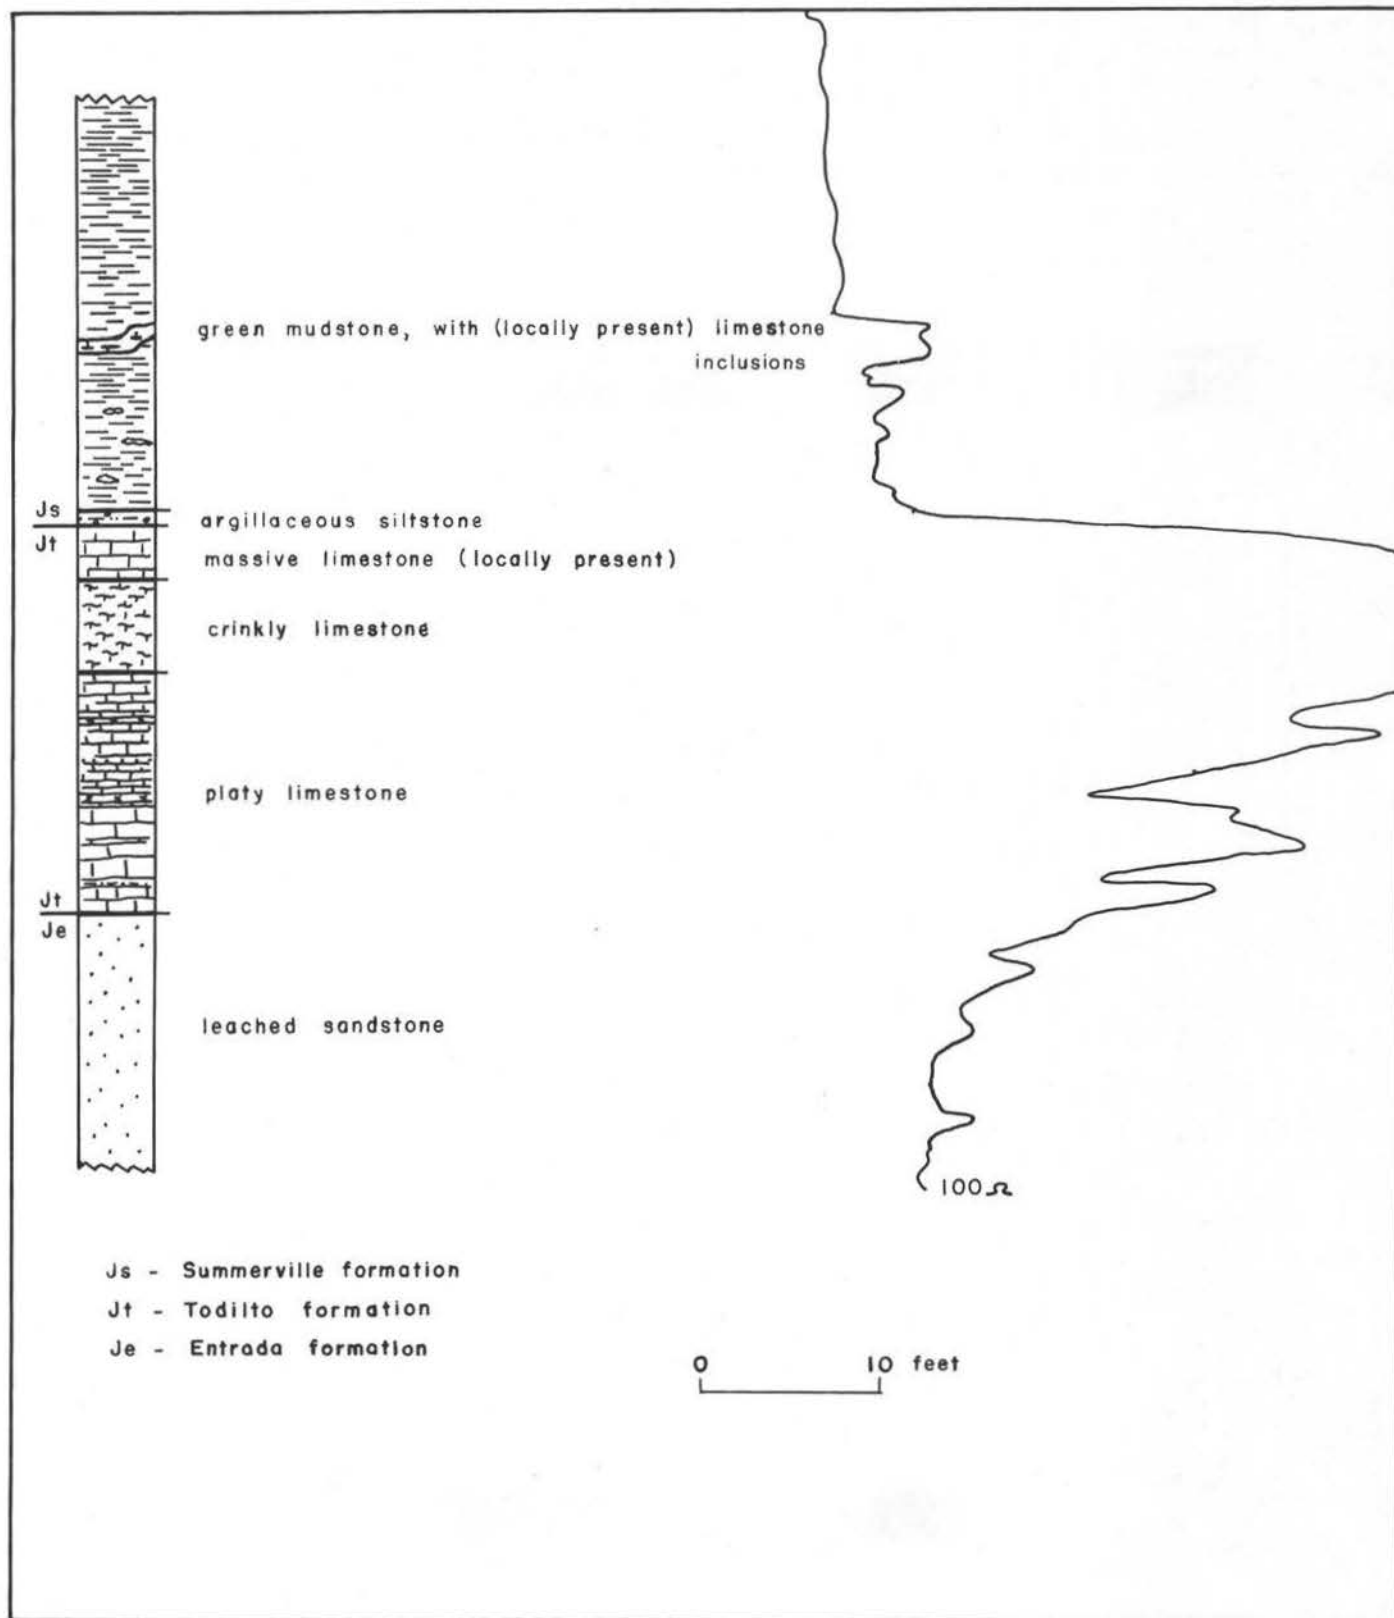 green mudstone, with (locally present) limestone
inclusions
Js
argillaceous siltstone
Jt
massive limestone (locally present)
crinkly limestone
platy limestone
Jt
Je
leached sandstone
100Ω
Js - Summerville formation
Jt - Todilto formation
Je - Entrada formation
0 10 feet